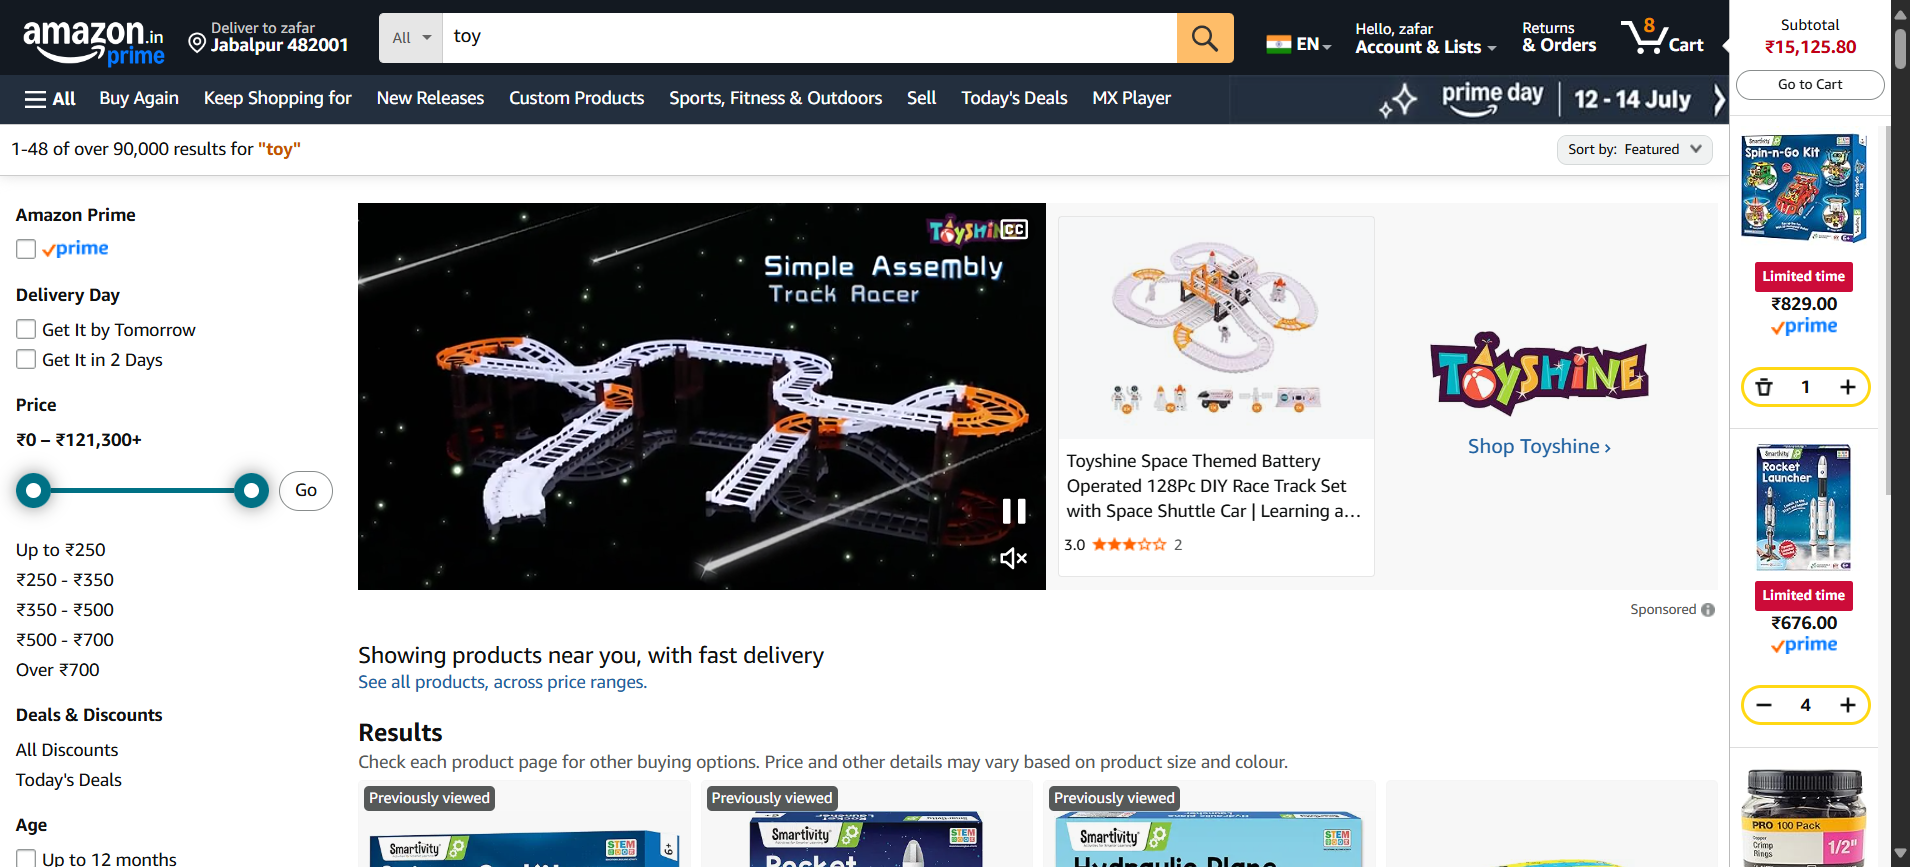 amazon.in
prime
Deliver to zafar
Jabalpur 482001
All
toy
EN
Hello, zafar
Account & Lists
Returns
& Orders
8
Cart
Subtotal
₹15,125.80
Go to Cart
All
Buy Again
Keep Shopping for
New Releases
Custom Products
Sports, Fitness & Outdoors
Sell
Today's Deals
MX Player
prime day
12 - 14 July
1-48 of over 90,000 results for "toy"
Sort by: Featured
Amazon Prime
prime
Delivery Day
Get It by Tomorrow
Get It in 2 Days
Price
₹0 – ₹121,300+
Go
Up to ₹250
₹250 - ₹350
₹350 - ₹500
₹500 - ₹700
Over ₹700
Deals & Discounts
All Discounts
Today's Deals
Age
Up to 12 months
CC
Simple Assembly
Track Racer
Toyshine Space Themed Battery
Operated 128Pc DIY Race Track Set
with Space Shuttle Car | Learning a...
3.0
2
TOYSHINE
Shop Toyshine ›
Sponsored
Showing products near you, with fast delivery
See all products, across price ranges.
Results
Check each product page for other buying options. Price and other details may vary based on product size and colour.
Previously viewed
Smartivity
STEM
6+
Previously viewed
Smartivity
STEM
Rocket
Previously viewed
Smartivity
STEM
Hydraulic Plane
Smartivity
Spin-n-Go Kit
Limited time
₹829.00
prime
1
Smartivity
Rocket
Launcher
Limited time
₹676.00
prime
4
PRO 100 Pack
Copper
Crimp
Rings
1/2"